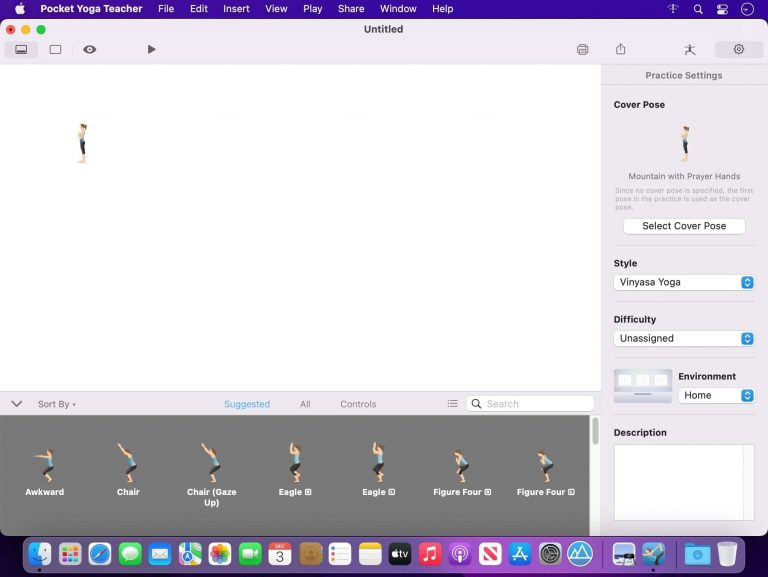 Pocket Yoga Teacher File Edit Insert View Play Share Window Help
Untitled
Practice Settings
Cover Pose
Mountain with Prayer Hands
Since no cover pose is specified, the first
pose in the practice is used as the cover
pose.
Select Cover Pose
Style
Vinyasa Yoga
Difficulty
Unassigned
Environment
Home
Description
Sort By
Suggested
All
Controls
Search
Awkward
Chair
Chair (Gaze
Up)
Eagle R
Eagle L
Figure Four R
Figure Four L
DEC
3
tv